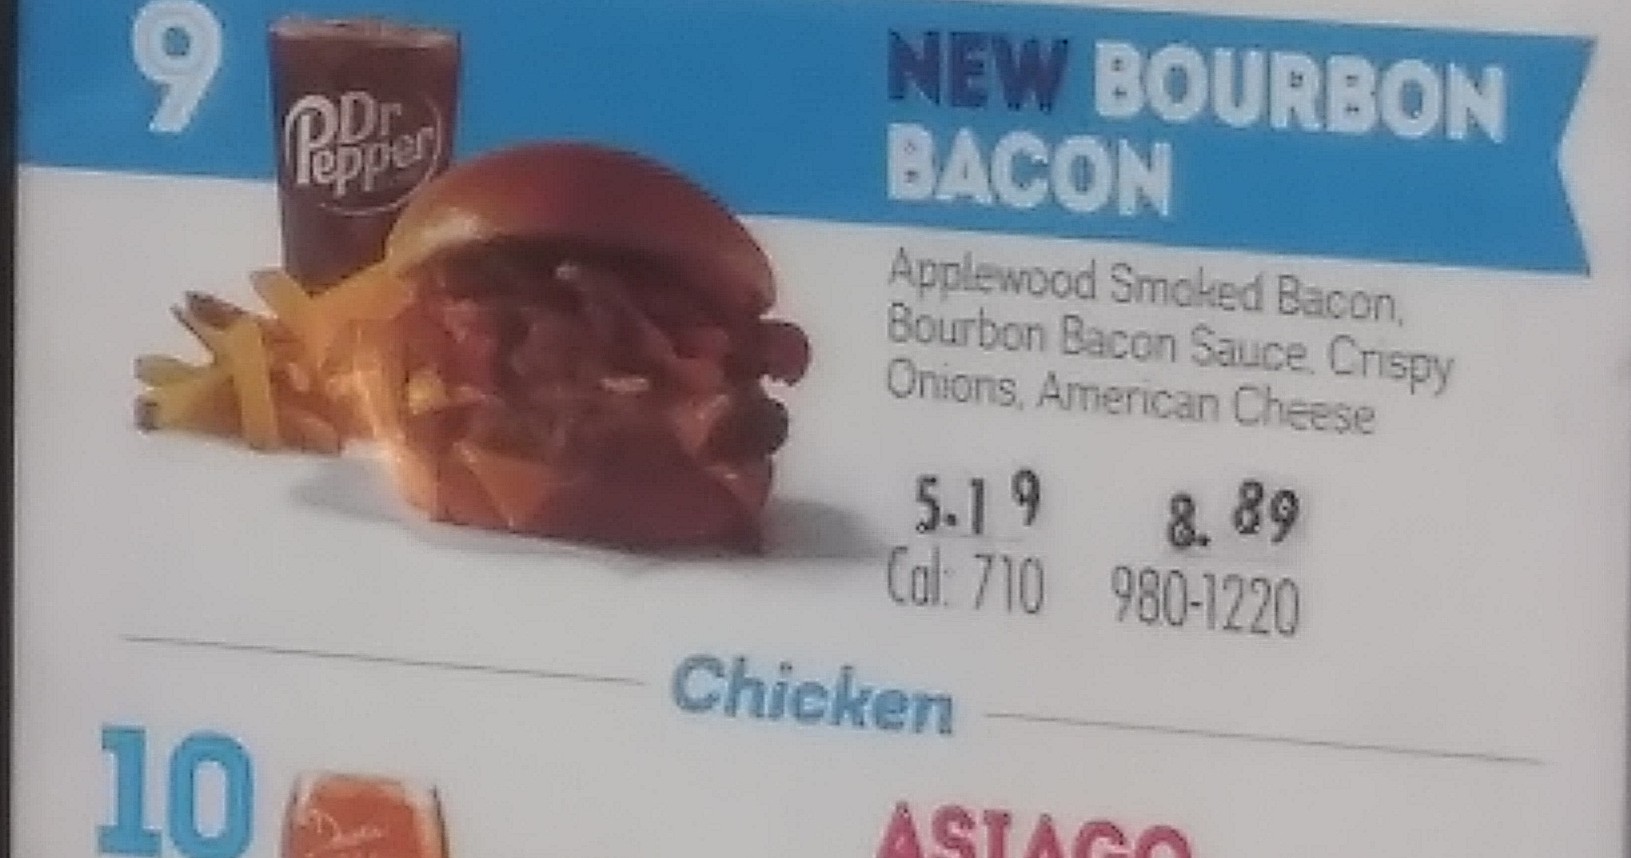 9
Dr
Pepper
NEW BOURBON
BACON
Applewood Smoked Bacon,
Bourbon Bacon Sauce, Crispy
Onions, American Cheese
5.19 8.89
Cal: 710 980-1220
Chicken
10
ASIAGO